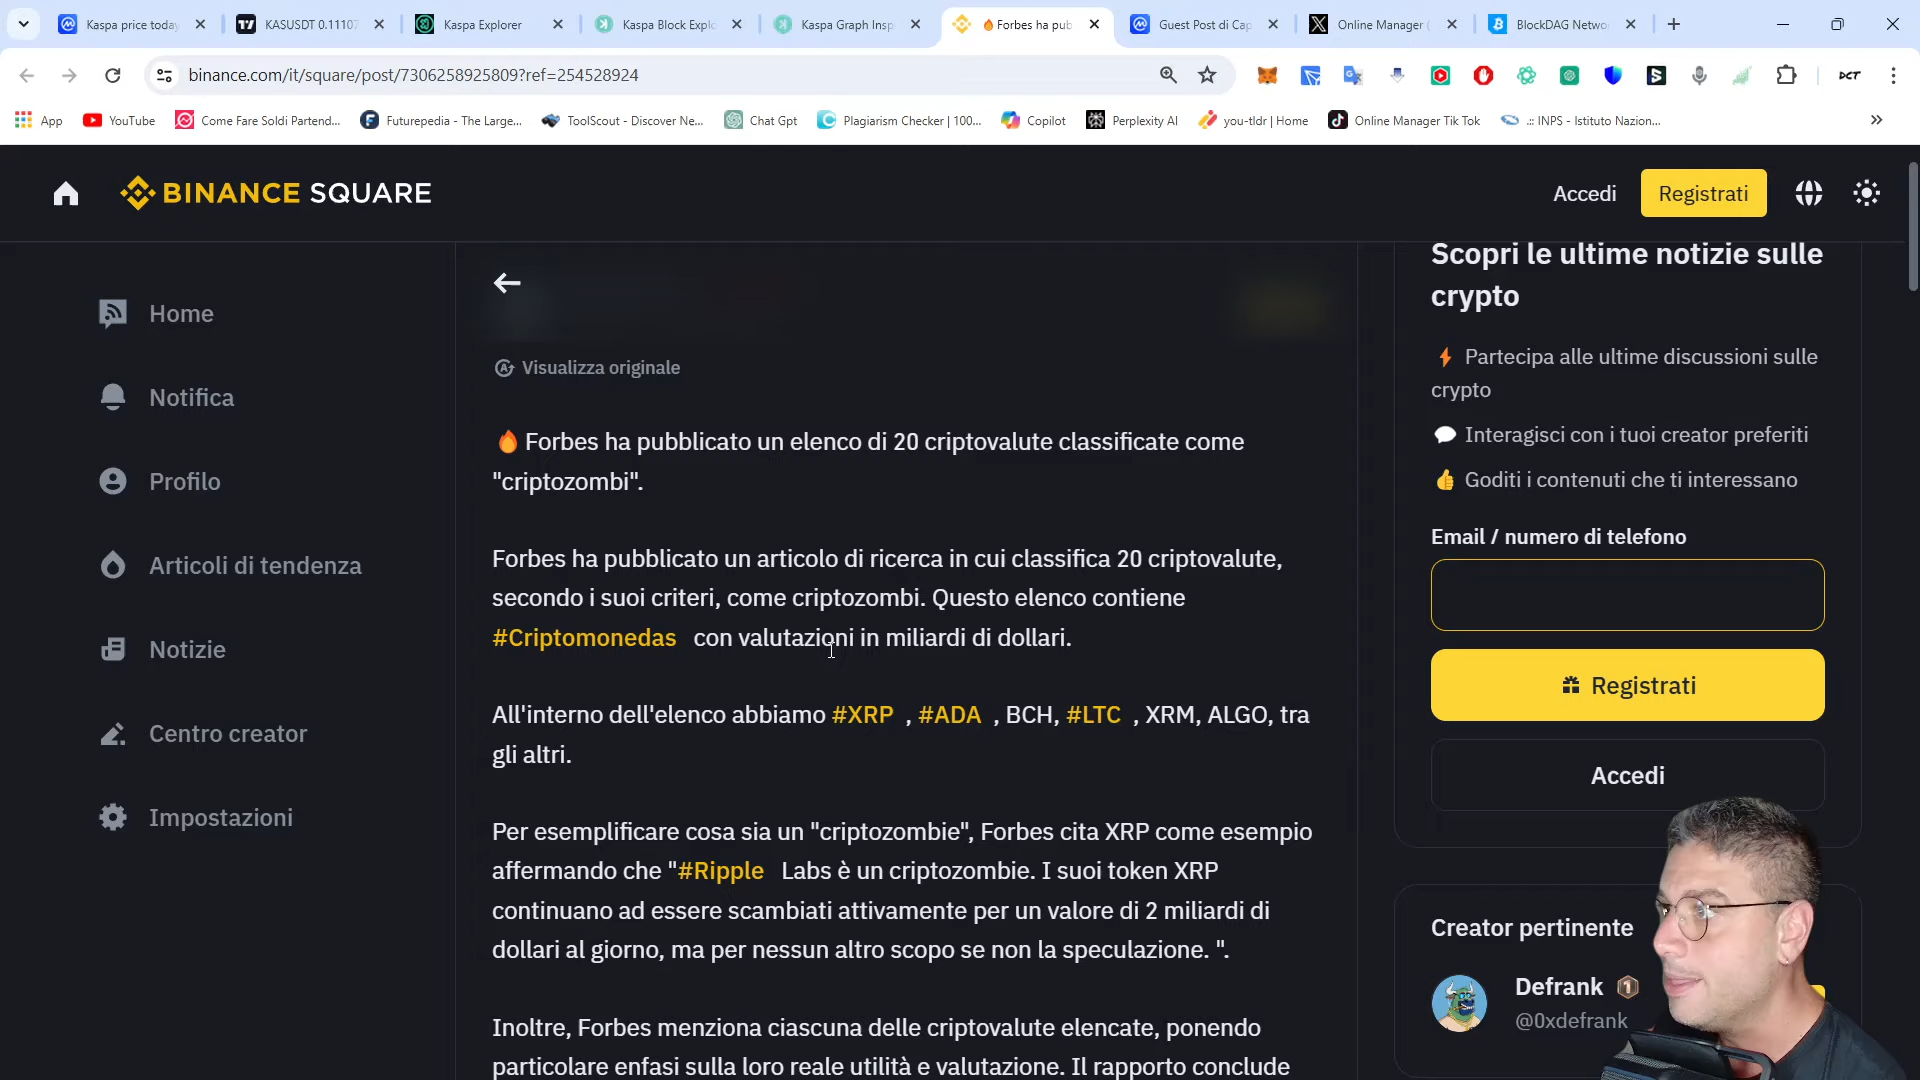 Kaspa price today
KASUSDT 0.11107
Kaspa Explorer
Kaspa Block Explo
Kaspa Graph Insp
🔥Forbes ha pub
Guest Post di Cap
Online Manager (
BlockDAG Networ
binance.com/it/square/post/7306258925809?ref=254528924
App
YouTube
Come Fare Soldi Partend...
Futurepedia - The Large...
ToolScout - Discover Ne...
Chat Gpt
Plagiarism Checker | 100...
Copilot
Perplexity AI
you-tldr | Home
Online Manager Tik Tok
.:: INPS - Istituto Nazion...
BINANCE SQUARE
Accedi
Registrati
Home
Notifica
Profilo
Articoli di tendenza
Notizie
Centro creator
Impostazioni
Visualizza originale
🔥 Forbes ha pubblicato un elenco di 20 criptovalute classificate come
"criptozombi".
Forbes ha pubblicato un articolo di ricerca in cui classifica 20 criptovalute,
secondo i suoi criteri, come criptozombi. Questo elenco contiene
#Criptomonedas con valutazioni in miliardi di dollari.
All'interno dell'elenco abbiamo #XRP , #ADA , BCH, #LTC , XRM, ALGO, tra
gli altri.
Per esemplificare cosa sia un "criptozombie", Forbes cita XRP come esempio
affermando che "#Ripple Labs è un criptozombie. I suoi token XRP
continuano ad essere scambiati attivamente per un valore di 2 miliardi di
dollari al giorno, ma per nessun altro scopo se non la speculazione. ".
Inoltre, Forbes menziona ciascuna delle criptovalute elencate, ponendo
particolare enfasi sulla loro reale utilità e valutazione. Il rapporto conclude
Scopri le ultime notizie sulle
crypto
⚡ Partecipa alle ultime discussioni sulle
crypto
💬 Interagisci con i tuoi creator preferiti
👍 Goditi i contenuti che ti interessano
Email / numero di telefono
Registrati
Accedi
Creator pertinente
Defrank 1
@0xdefrank